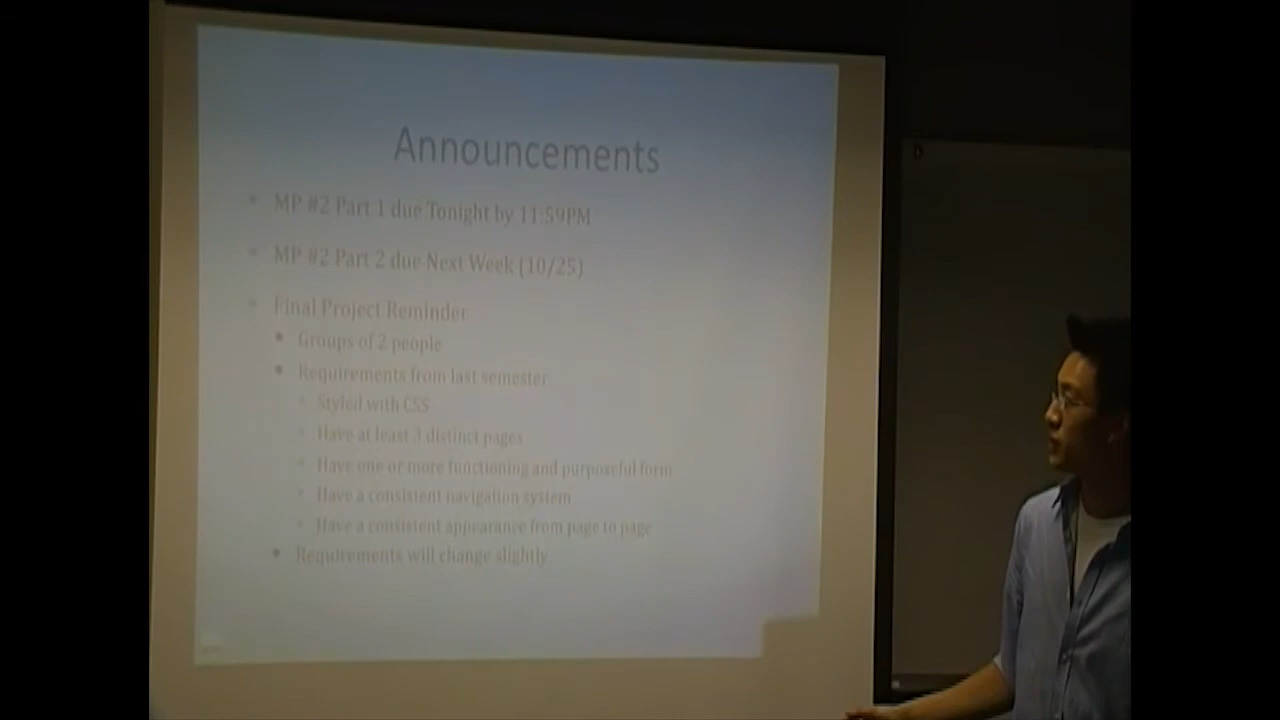 Announcements
MP #2 Part 1 due Tonight by 11:59PM
MP #2 Part 2 due Next Week (10/25)
Final Project Reminder
Groups of 2 people
Requirements from last semester
Styled with CSS
Have at least 3 distinct pages
Have one or more functioning and purposeful form
Have a consistent navigation system
Have a consistent appearance from page to page
Requirements will change slightly